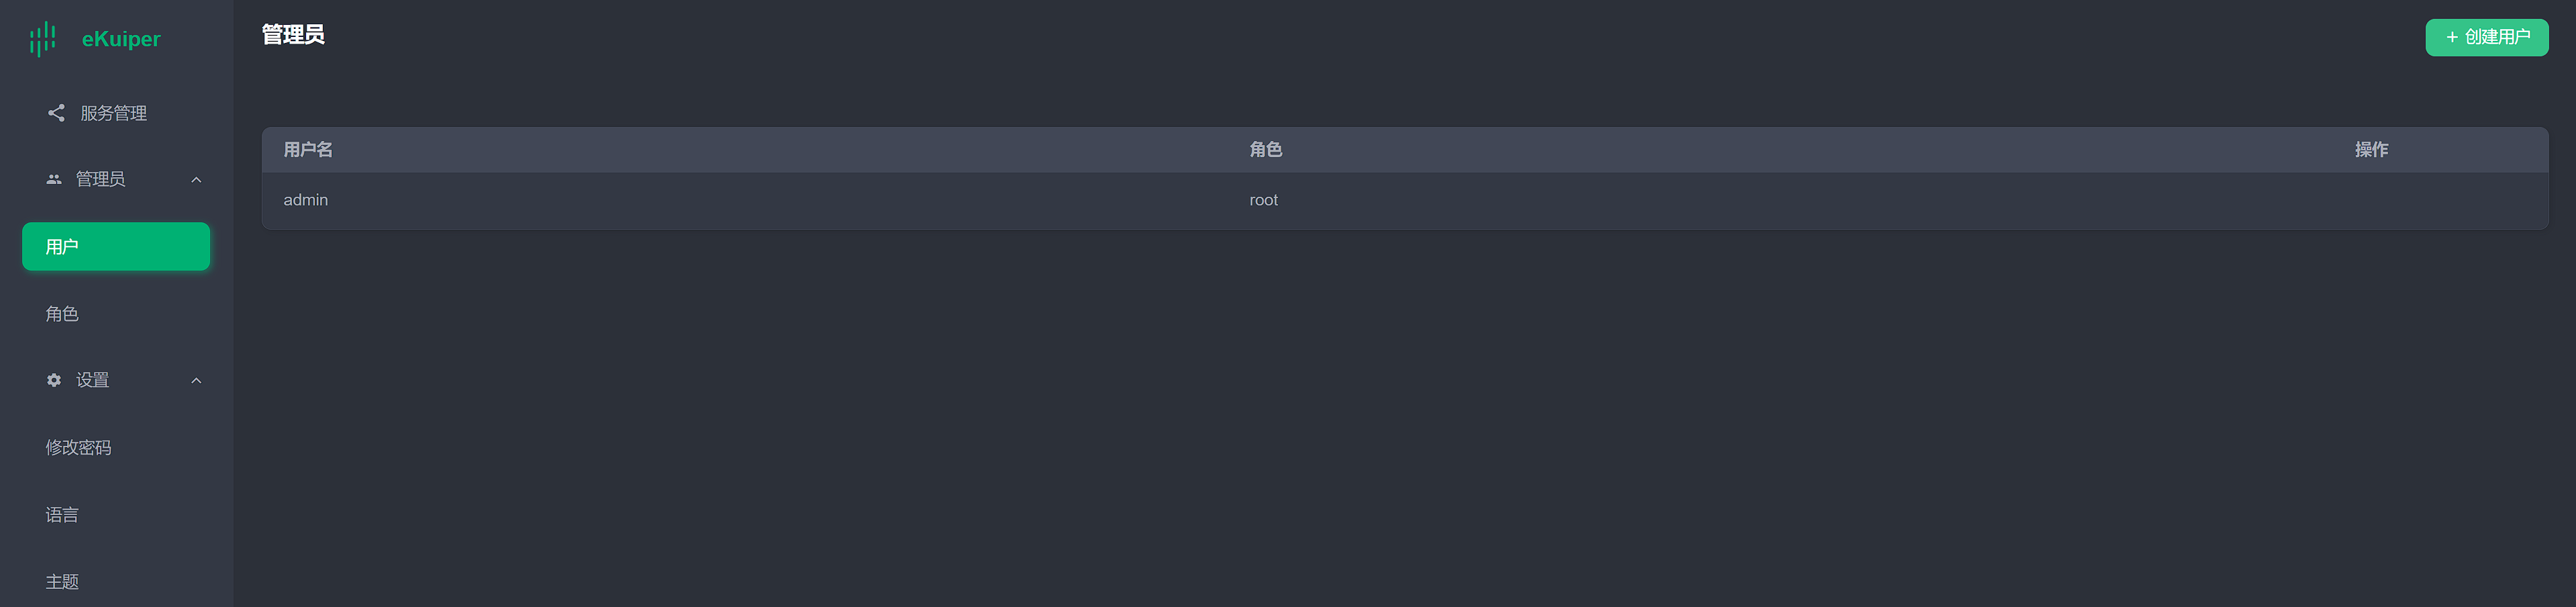 eKuiper
服务管理
管理员
用户
角色
设置
修改密码
语言
主题
管理员
+ 创建用户
用户名 角色 操作
admin root